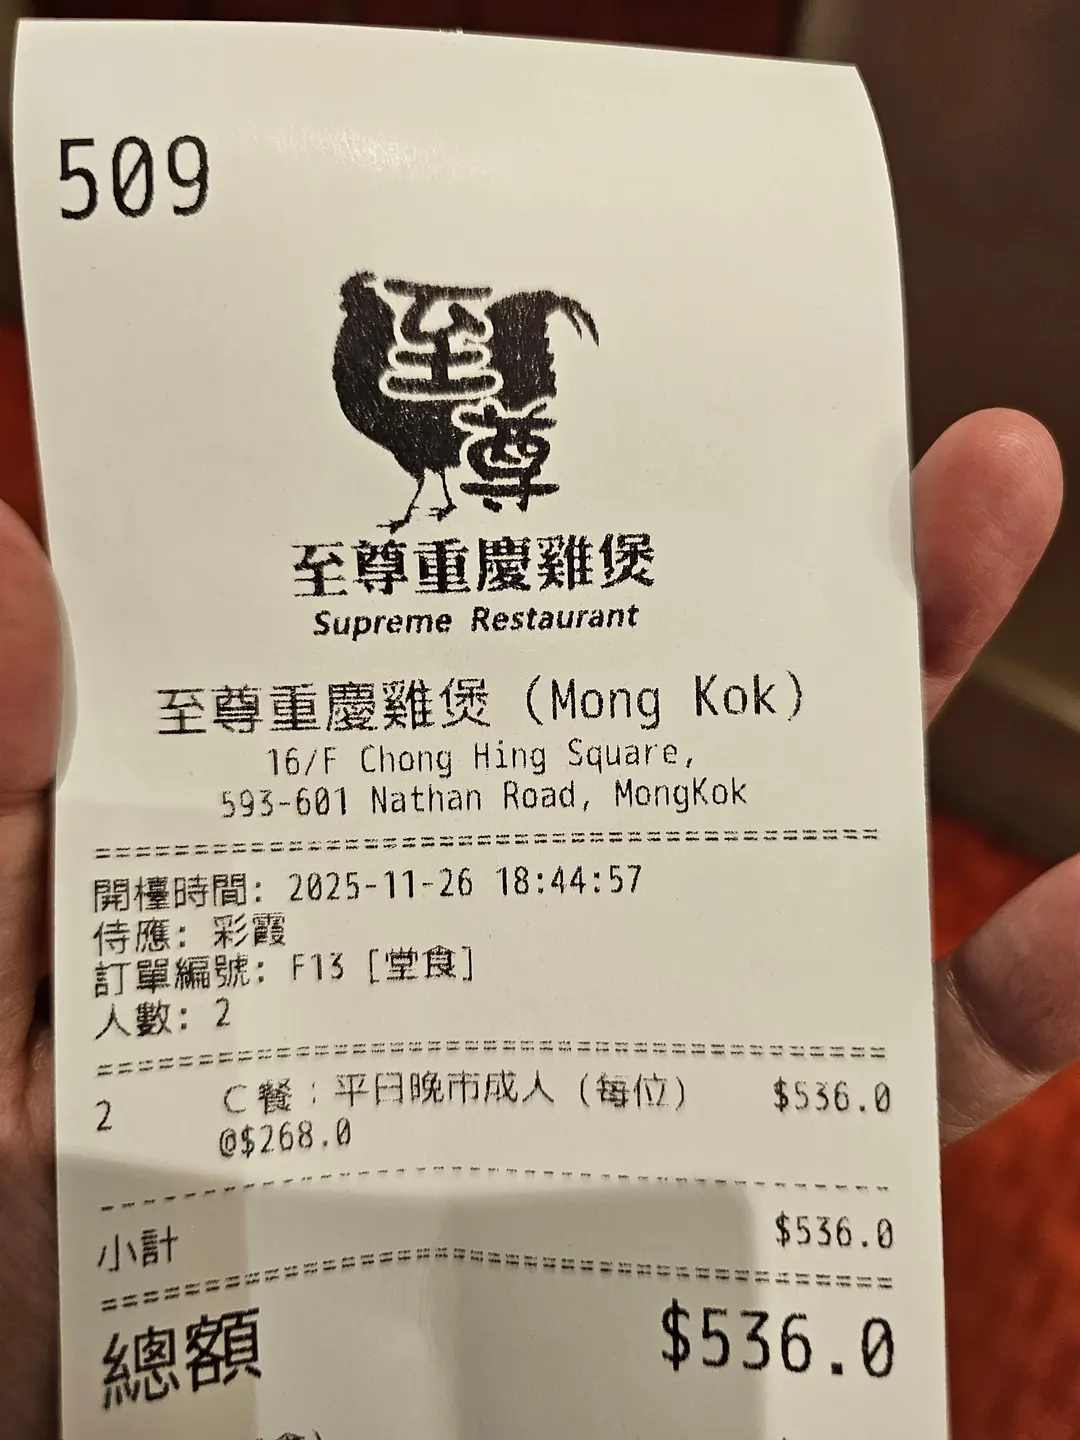 509
至尊
至尊重慶雞煲
Supreme Restaurant
至尊重慶雞煲 (Mong Kok)
16/F Chong Hing Square,
593-601 Nathan Road, MongKok
開檯時間: 2025-11-26 18:44:57
侍應: 彩霞
訂單編號: F13 [堂食]
人數: 2
2 C餐:平日晚市成人 (每位) $536.0
@$268.0
小計 $536.0
總額 $536.0